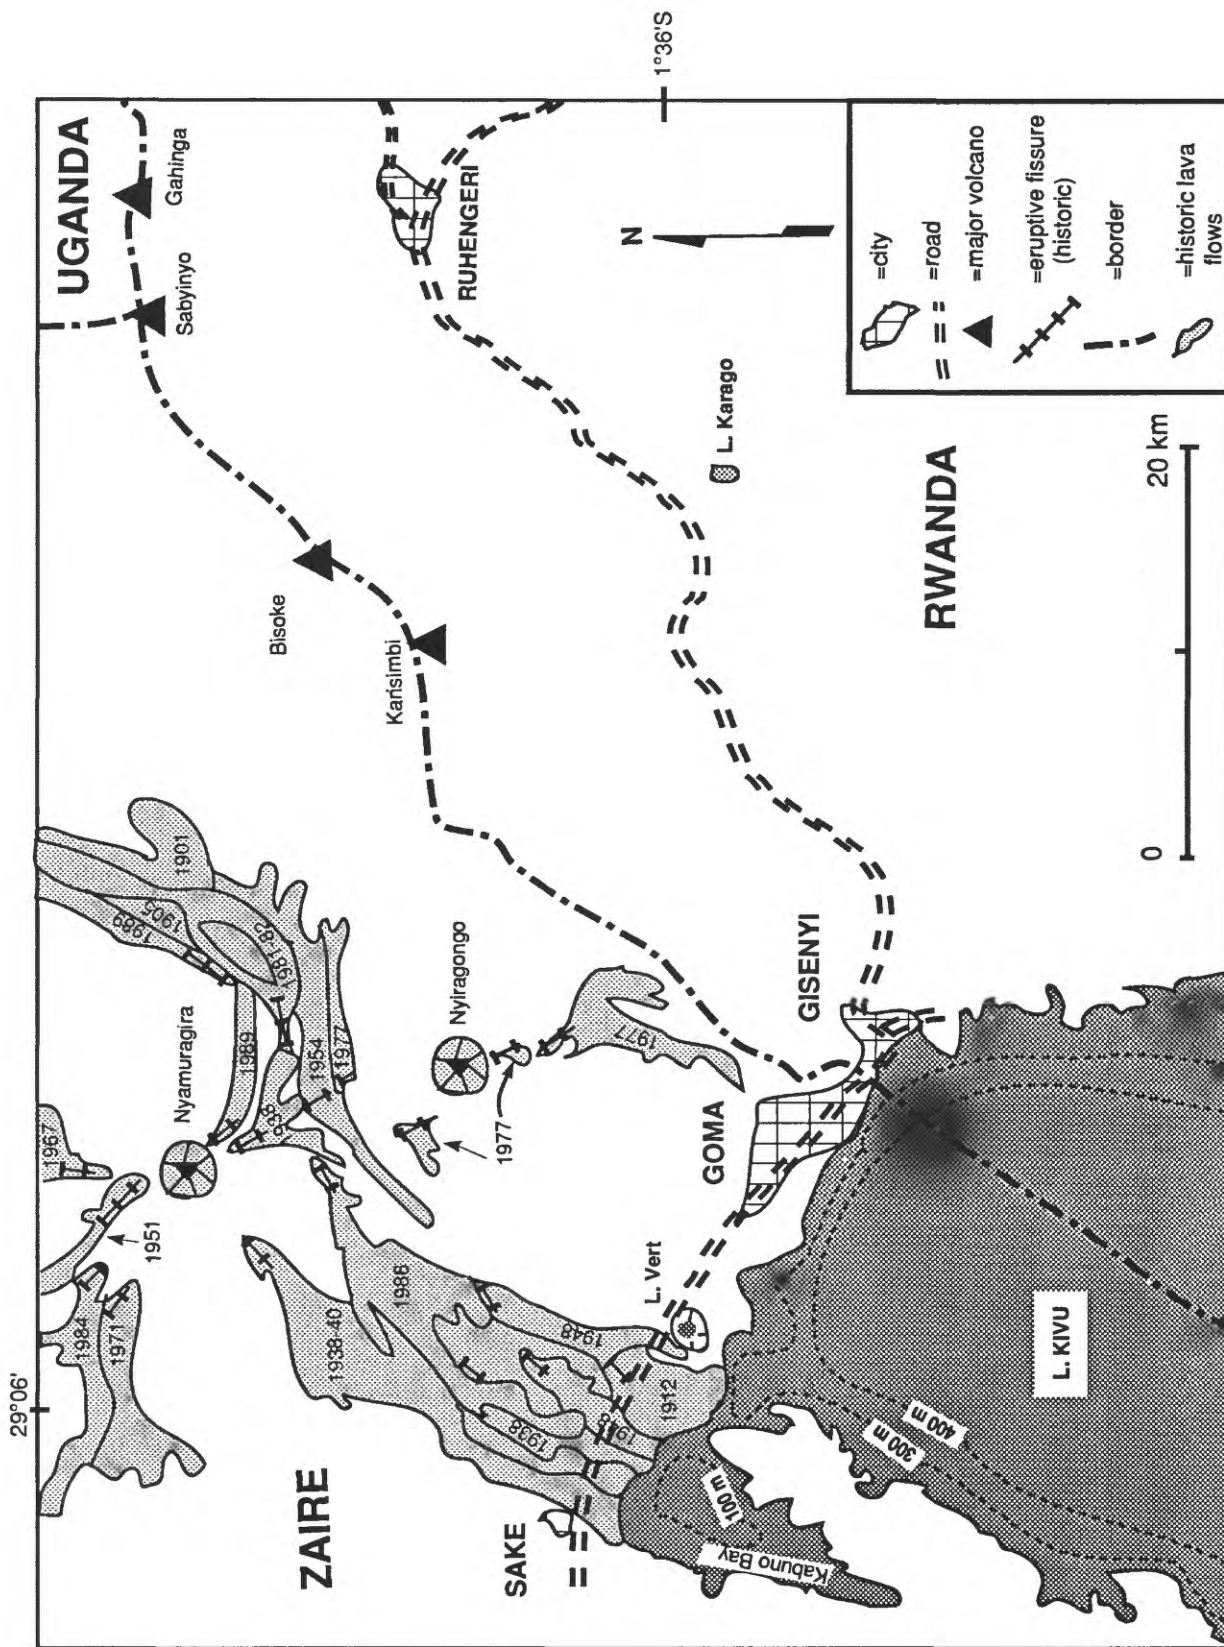 29°06'
1°36'S
ZAIRE
UGANDA
RWANDA
1984
1971
1951
1967
Nyamuragira
1989
1905
1901
1981-82
1989
938
1954
1977
1938-40
1986
1948
1938
1912
1977
Nyiragongo
1977
Bisoke
Karisimbi
Sabyinyo
Gahinga
RUHENGERI
SAKE
L. Vert
GOMA
GISENYI
L. Karago
Kabuno Bay
100 m
300 m
400 m
L. KIVU
N
0
20 km
=city
=road
=major volcano
=eruptive fissure
(historic)
=border
=historic lava
flows